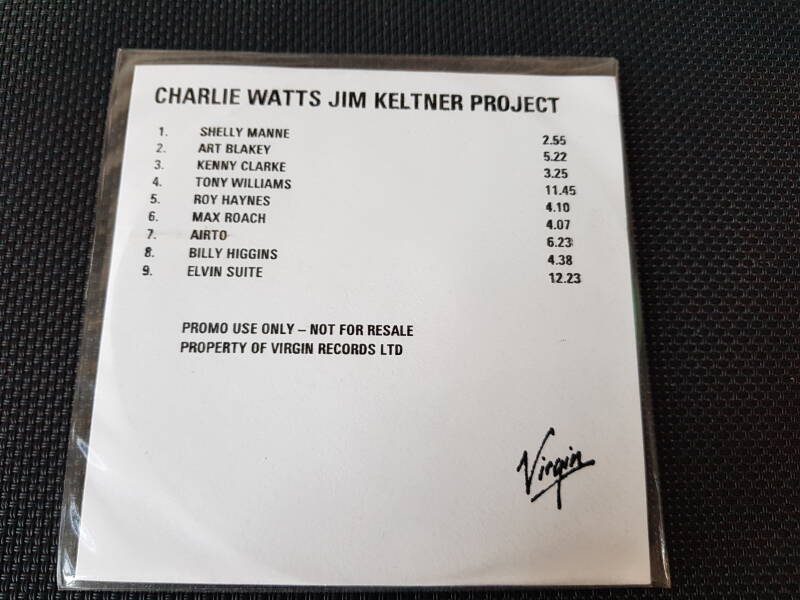 CHARLIE WATTS JIM KELTNER PROJECT
1. SHELLY MANNE 2.55
2. ART BLAKEY 5.22
3. KENNY CLARKE 3.25
4. TONY WILLIAMS 11.45
5. ROY HAYNES 4.10
6. MAX ROACH 4.07
7. AIRTO 6.23
8. BILLY HIGGINS 4.38
9. ELVIN SUITE 12.23
PROMO USE ONLY – NOT FOR RESALE
PROPERTY OF VIRGIN RECORDS LTD
Virgin